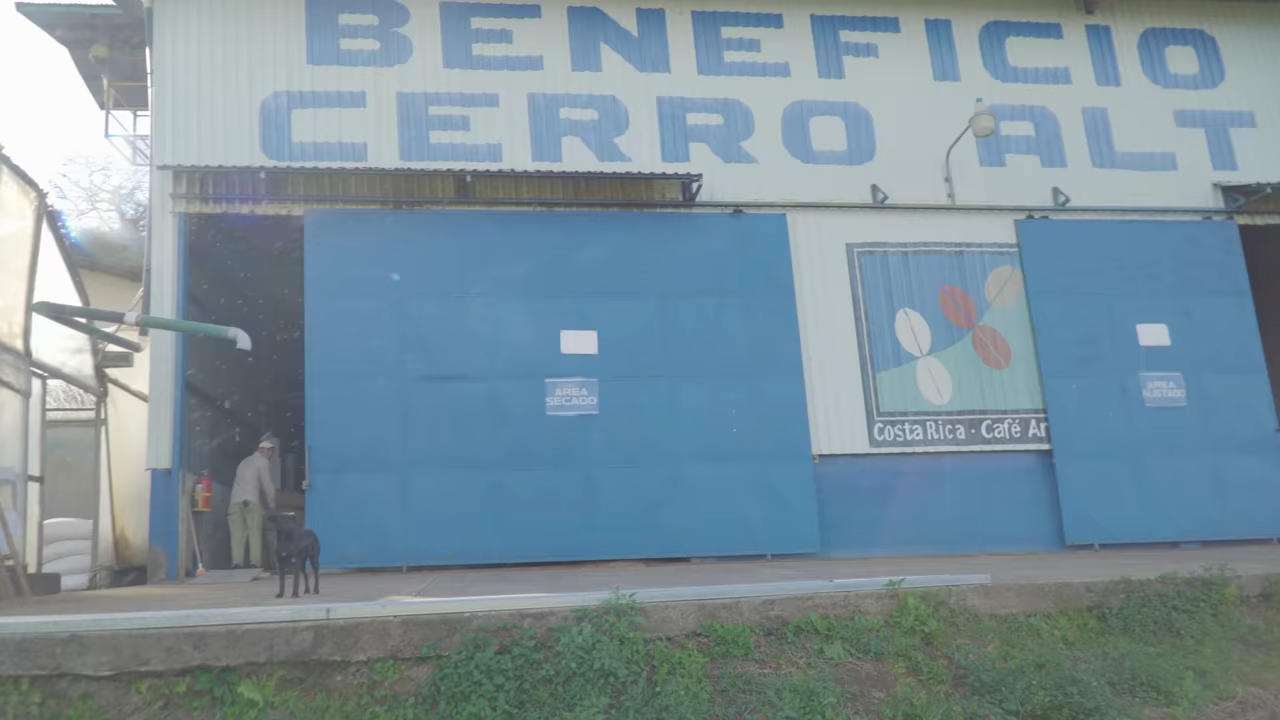 BENEFICIO
CERRO ALT
AREA
SECADO
AREA
ALISTADO
Costa Rica · Café Ar